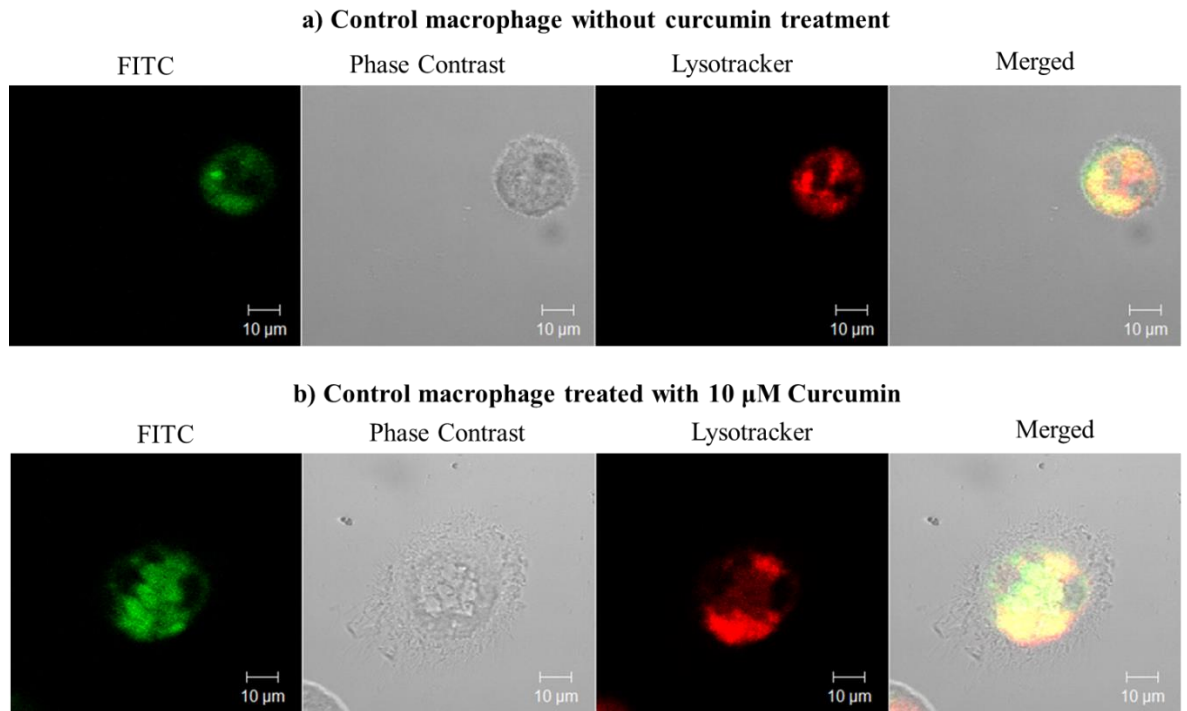 a) Control macrophage without curcumin treatment
FITC Phase Contrast Lysotracker Merged
10 µm 10 µm 10 µm 10 µm
b) Control macrophage treated with 10 µM Curcumin
FITC Phase Contrast Lysotracker Merged
10 µm 10 µm 10 µm 10 µm